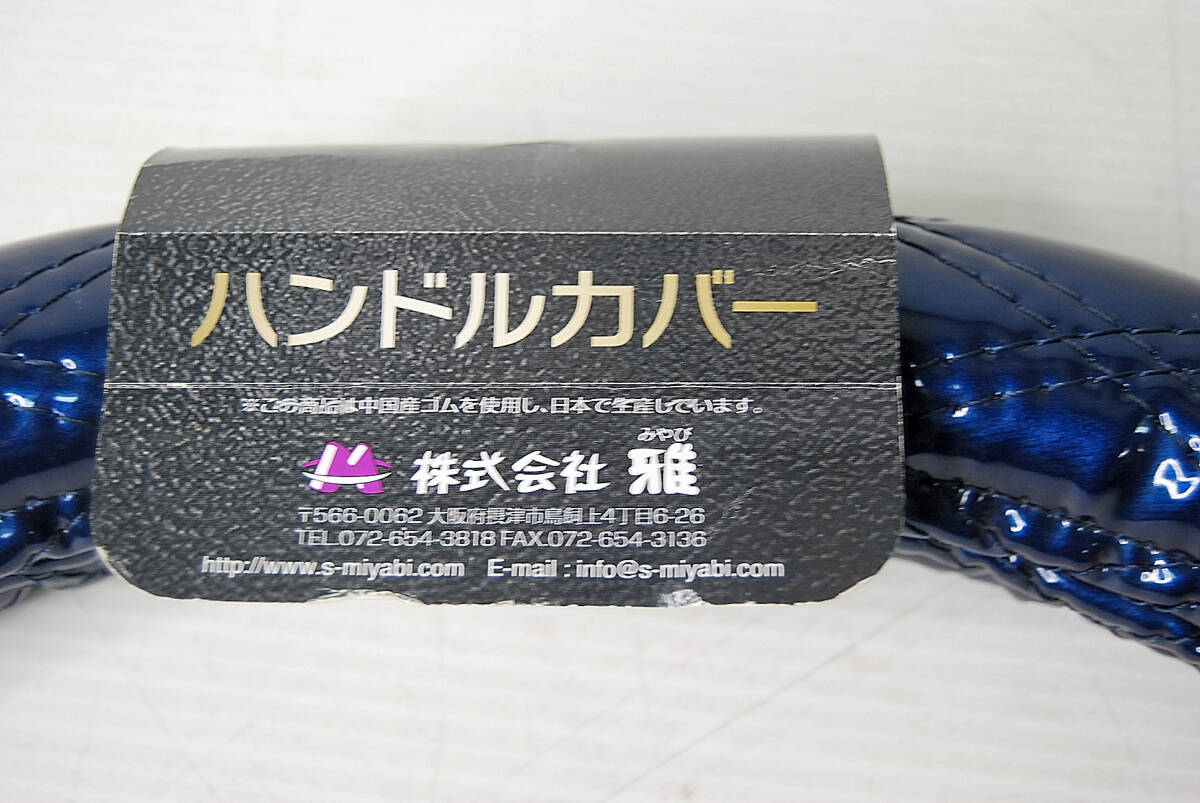 ハンドルカバー
※この商品は中国産ゴムを使用し、日本で生産しています。
みやび
株式会社 雅
〒566-0062 大阪府摂津市鳥飼上4丁目6-26
TEL.072-654-3818 FAX.072-654-3136
http://www.s-miyabi.com E-mail : info@s-miyabi.com